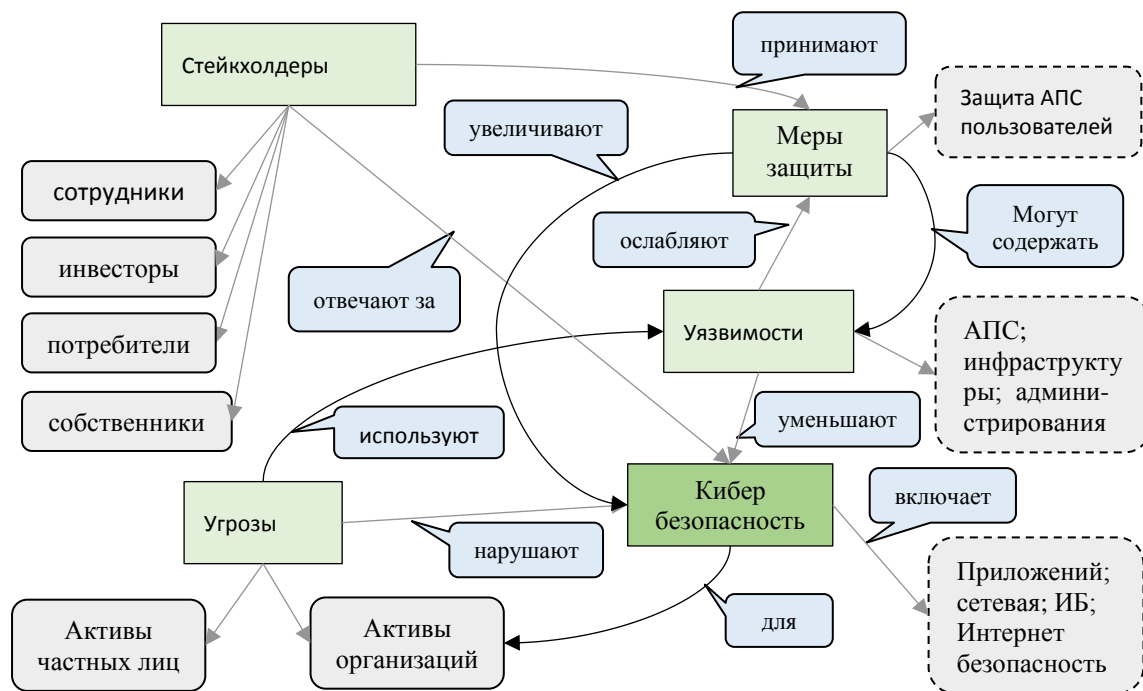 принимают
Стейкхолдеры
Защита АПС
пользователей
увеличивают
Меры
защиты
сотрудники
Могут
содержать
ослабляют
инвесторы
отвечают за
Уязвимости
АПС;
инфраструкту
ры; админи-
стрирования
потребители
собственники
используют
уменьшают
Кибер
безопасность
включает
Угрозы
нарушают
Приложений;
сетевая; ИБ;
Интернет
безопасность
Активы
частных лиц
Активы
организаций
для